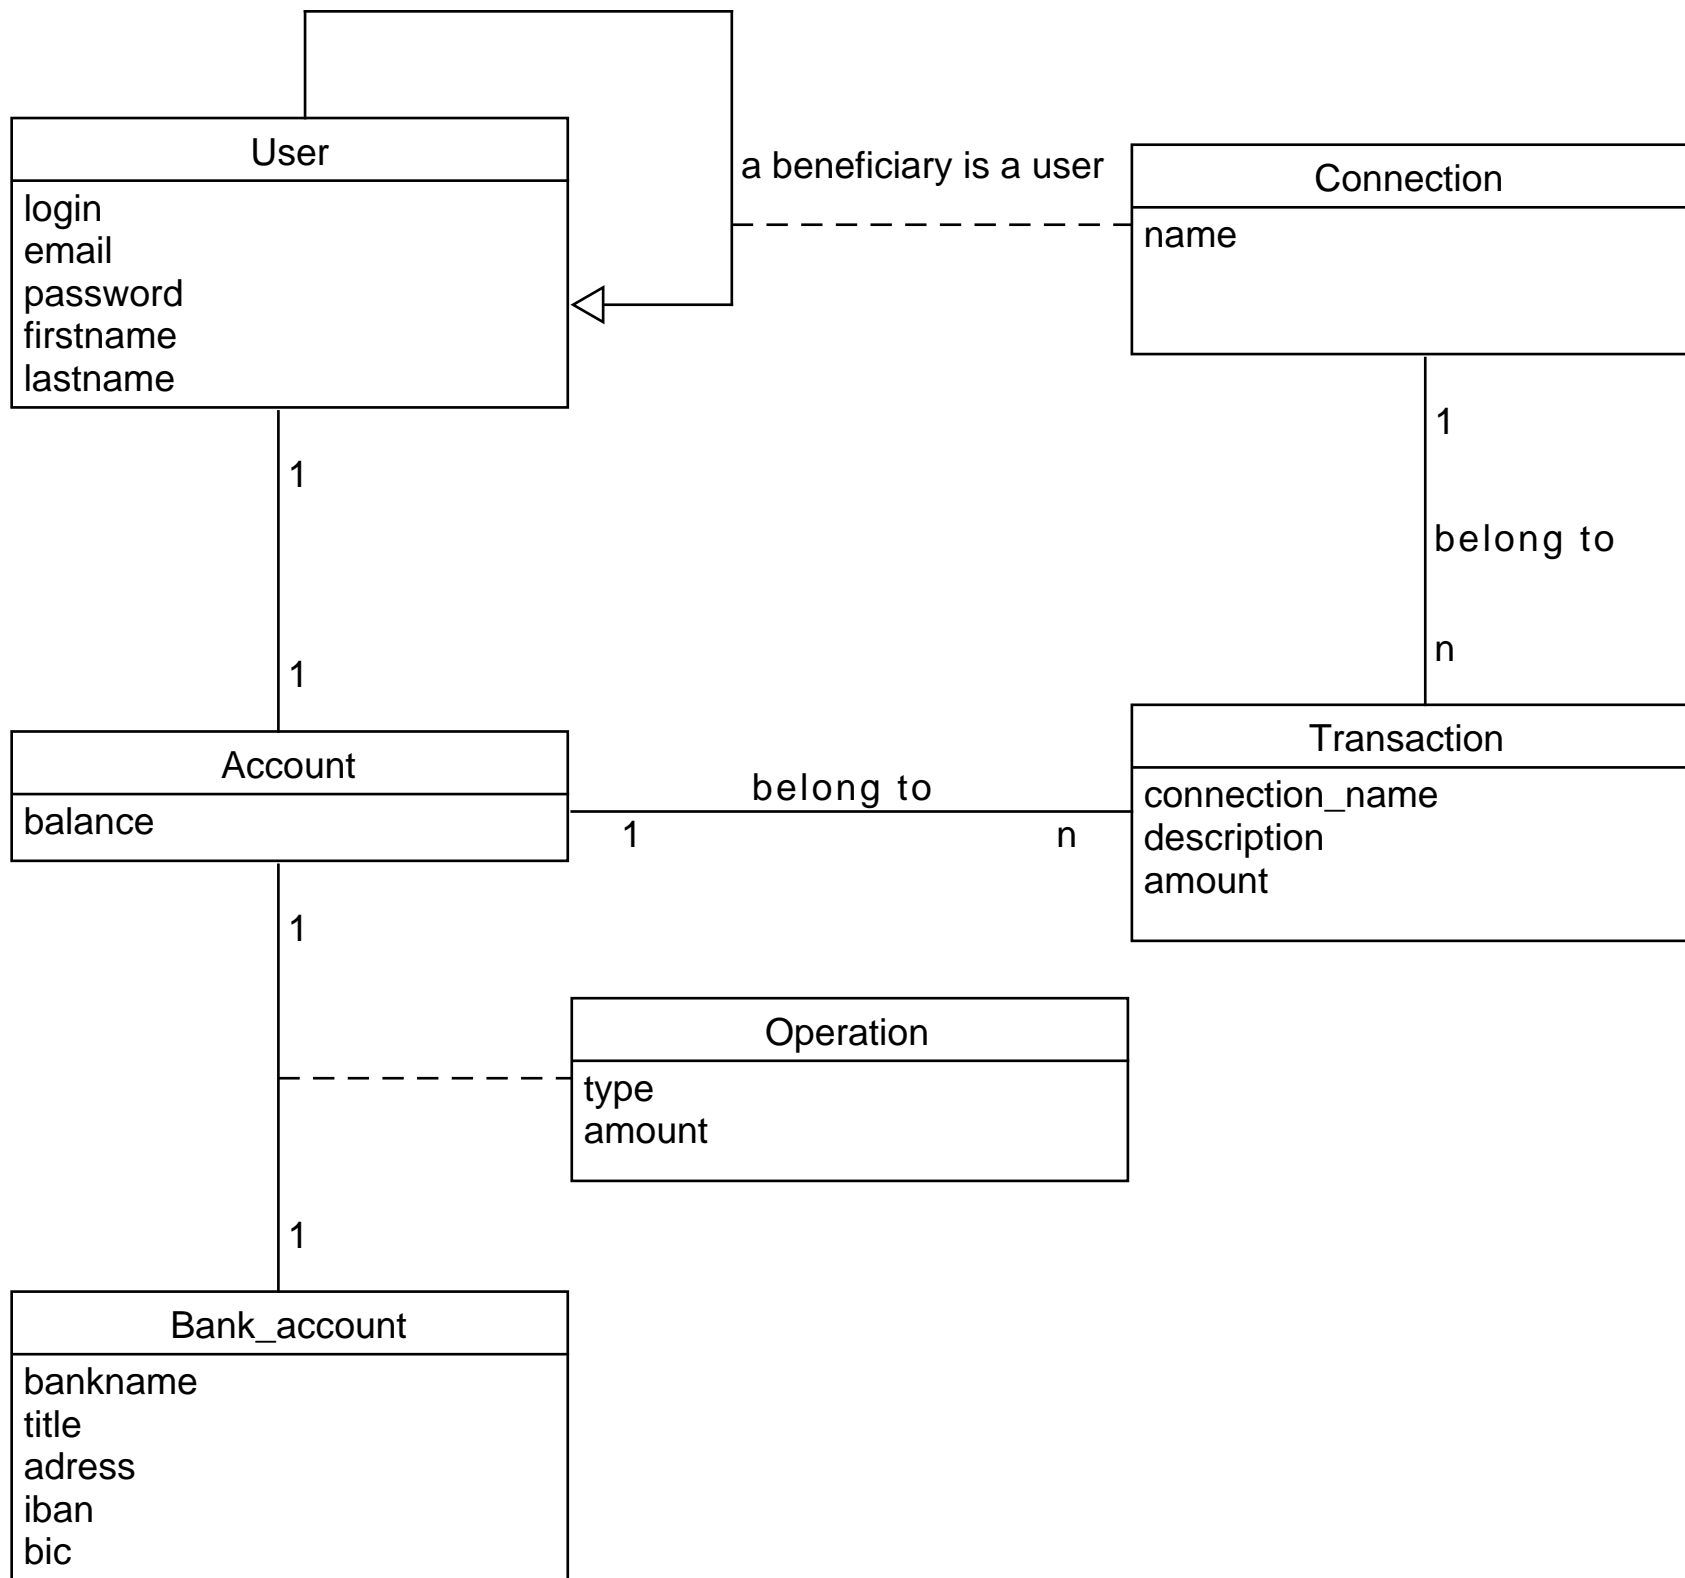 User
login
email
password
firstname
lastname
a beneficiary is a user
Connection
name
1
belong to
n
1
1
Account
balance
belong to
1
n
Transaction
connection_name
description
amount
1
Operation
type
amount
1
Bank_account
bankname
title
adress
iban
bic